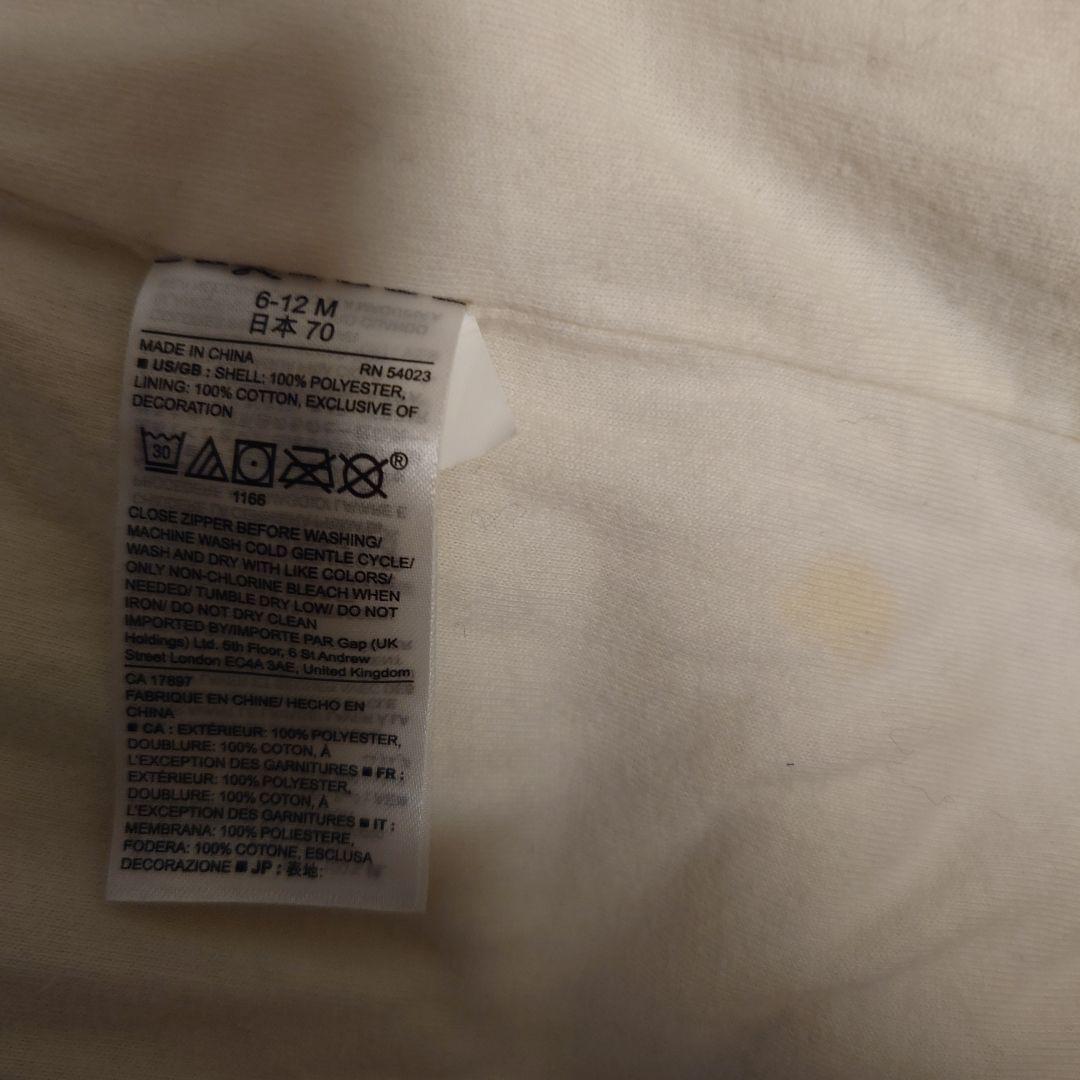 6-12 M
日本 70
MADE IN CHINA
RN 54023
■ US/GB : SHELL: 100% POLYESTER,
LINING: 100% COTTON, EXCLUSIVE OF
DECORATION
30
®
1166
CLOSE ZIPPER BEFORE WASHING/
MACHINE WASH COLD GENTLE CYCLE/
WASH AND DRY WITH LIKE COLORS/
ONLY NON-CHLORINE BLEACH WHEN
NEEDED/ TUMBLE DRY LOW/ DO NOT
IRON/ DO NOT DRY CLEAN
IMPORTED BY/IMPORTE PAR Gap (UK
Holdings) Ltd. 5th Floor, 6 St Andrew
Street London EC4A 3AE, United Kingdom
CA 17897
FABRIQUE EN CHINE/ HECHO EN
CHINA
■ CA : EXTÉRIEUR: 100% POLYESTER,
DOUBLURE: 100% COTON, À
L'EXCEPTION DES GARNITURES ■ FR :
EXTÉRIEUR: 100% POLYESTER,
DOUBLURE: 100% COTON, À
L'EXCEPTION DES GARNITURES ■ IT :
MEMBRANA: 100% POLIESTERE,
FODERA: 100% COTONE, ESCLUSA
DECORAZIONE ■ JP : 表地: